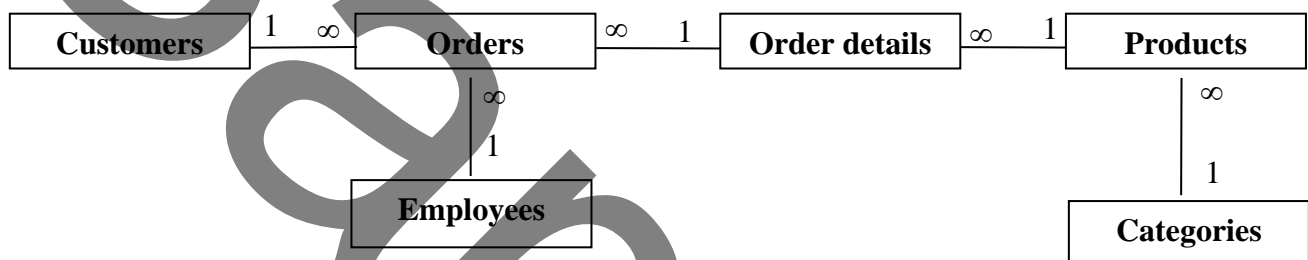 Customers 1 ∞ Orders ∞ 1 Order details ∞ 1 Products
∞ ∞
1 1
Employees
Categories